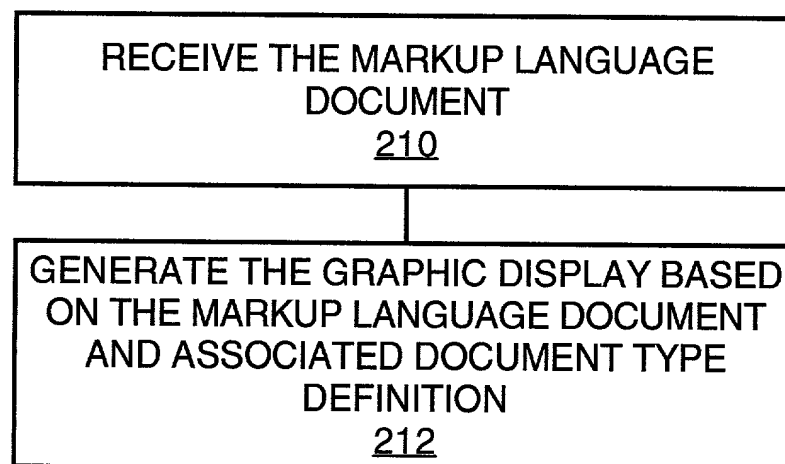 RECEIVE THE MARKUP LANGUAGE
DOCUMENT
210
GENERATE THE GRAPHIC DISPLAY BASED
ON THE MARKUP LANGUAGE DOCUMENT
AND ASSOCIATED DOCUMENT TYPE
DEFINITION
212